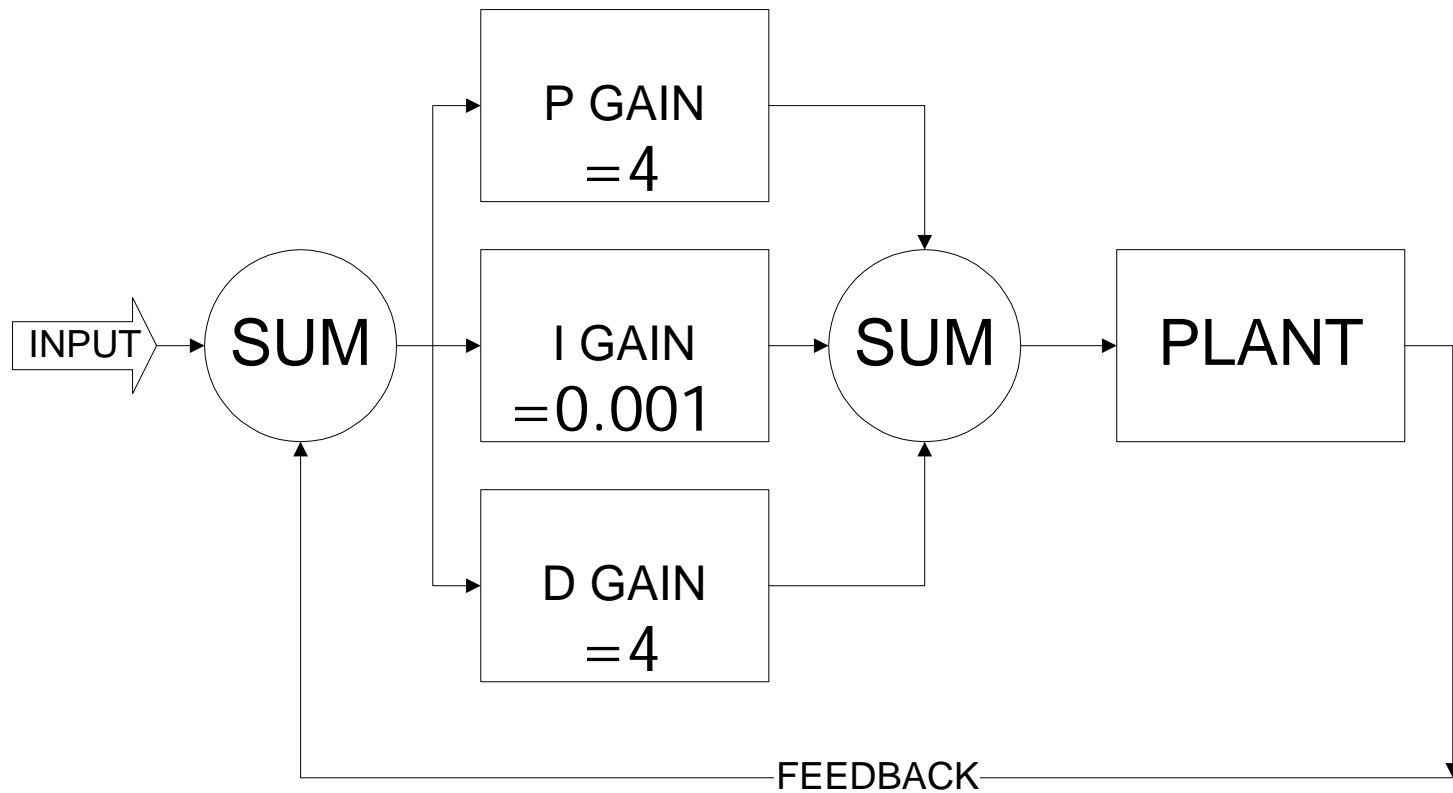 P GAIN
=4
INPUT
SUM
I GAIN
=0.001
SUM
PLANT
D GAIN
=4
FEEDBACK